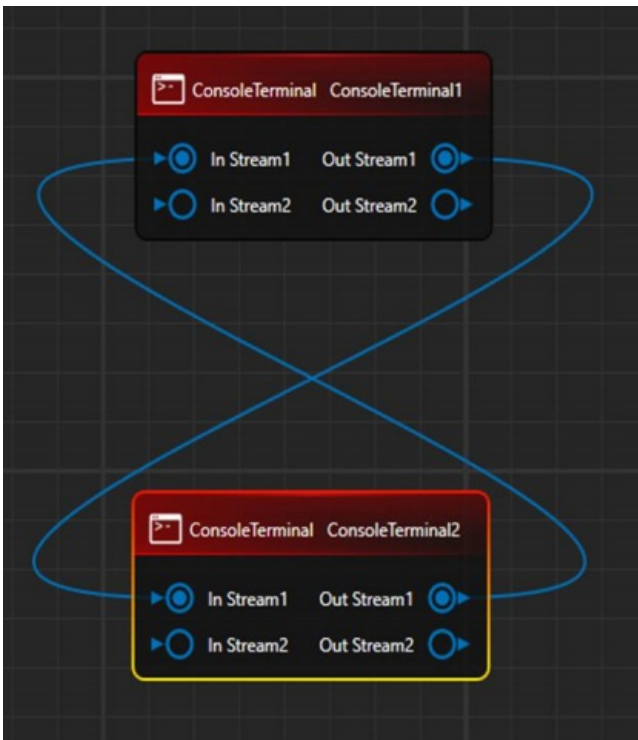 ConsoleTerminal ConsoleTerminal1
In Stream1 Out Stream1
In Stream2 Out Stream2
ConsoleTerminal ConsoleTerminal2
In Stream1 Out Stream1
In Stream2 Out Stream2